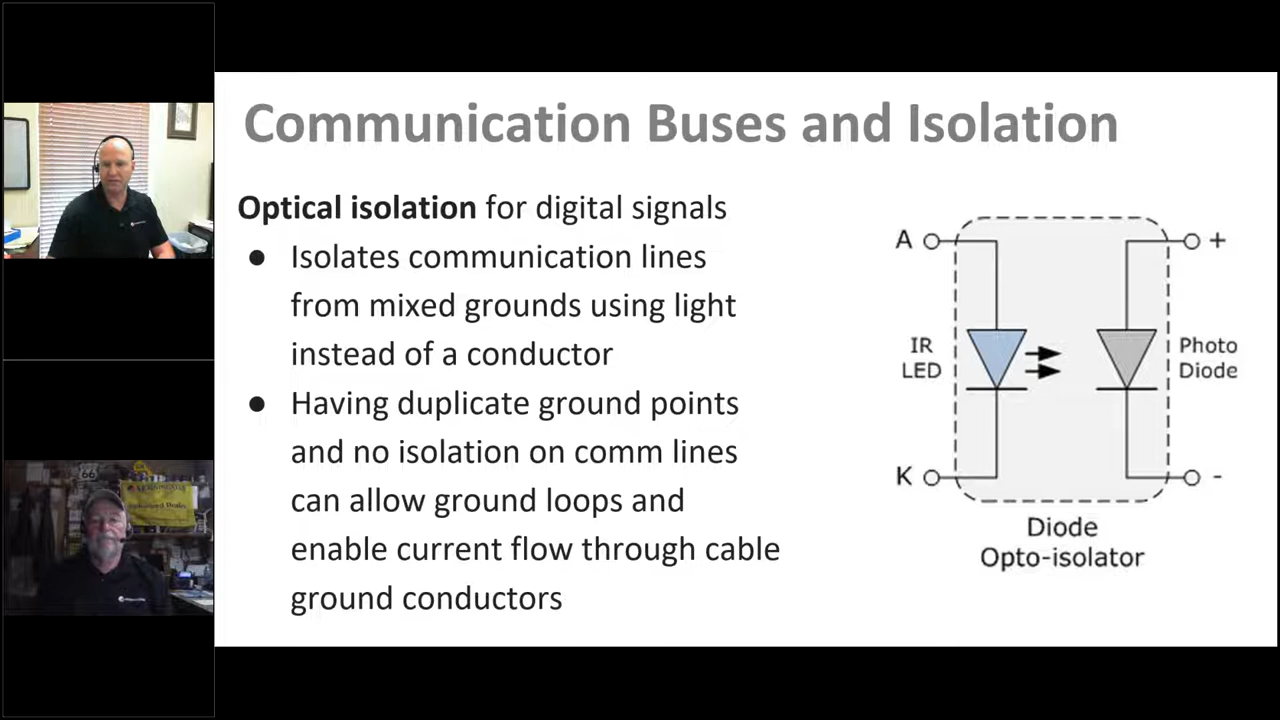 Communication Buses and Isolation
Optical isolation for digital signals
● Isolates communication lines
from mixed grounds using light
instead of a conductor
● Having duplicate ground points
and no isolation on comm lines
can allow ground loops and
enable current flow through cable
ground conductors
A
+
IR
LED
Photo
Diode
K
-
Diode
Opto-isolator
66